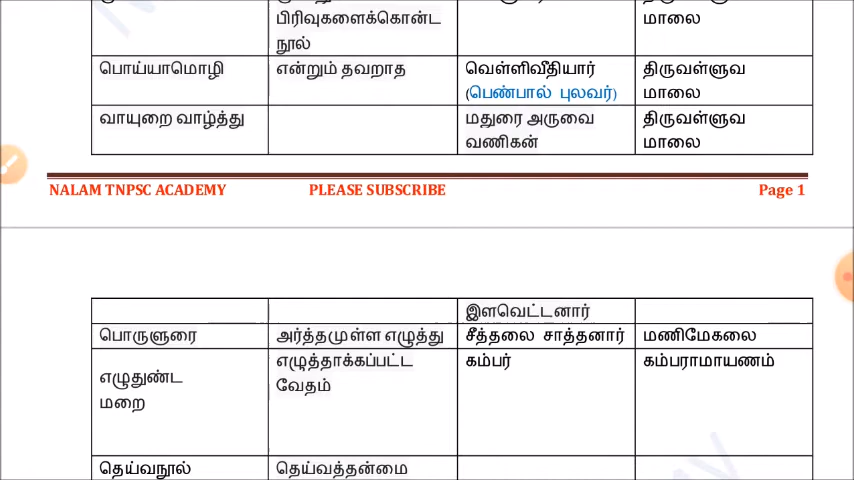 பிரிவுகளைக்கொண்ட மாலை
நூல்
பொய்யாமொழி என்றும் தவறாத வெள்ளிவீதியார் திருவள்ளுவ
(பெண்பால் புலவர்) மாலை
வாயுறை வாழ்த்து மதுரை அருவை திருவள்ளுவ
வணிகன் மாலை
NALAM TNPSC ACADEMY PLEASE SUBSCRIBE Page 1
இளவெட்டனார்
பொருளுரை அர்த்தமுள்ள எழுத்து சீத்தலை சாத்தனார் மணிமேகலை
எழுத்தாக்கப்பட்ட கம்பர் கம்பராமாயணம்
எழுதுண்ட வேதம்
மறை
தெய்வநூல் தெய்வத்தன்மை